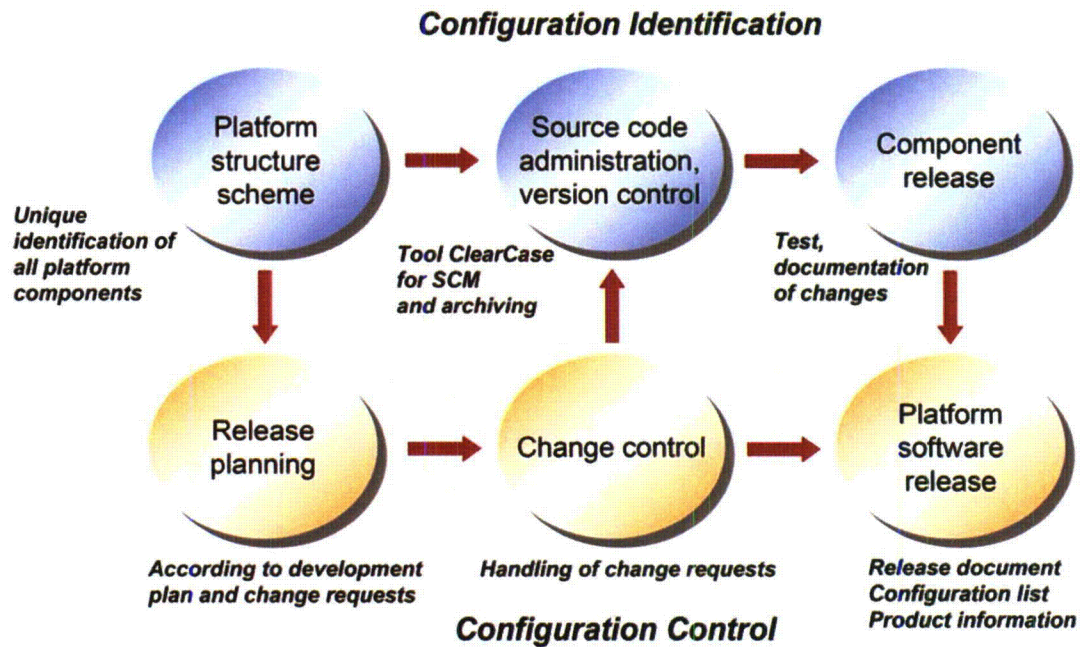 Configuration Identification
Platform
structure
scheme
Source code
administration,
version control
Component
release
Unique
identification of
all platform
components
Tool ClearCase
for SCM
and archiving
Test,
documentation
of changes
Release
planning
Change control
Platform
software
release
According to development
plan and change requests
Handling of change requests
Release document
Configuration list
Product information
Configuration Control